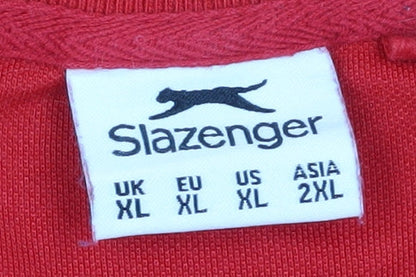 Slazenger
UK EU US ASIA
XL XL XL 2XL